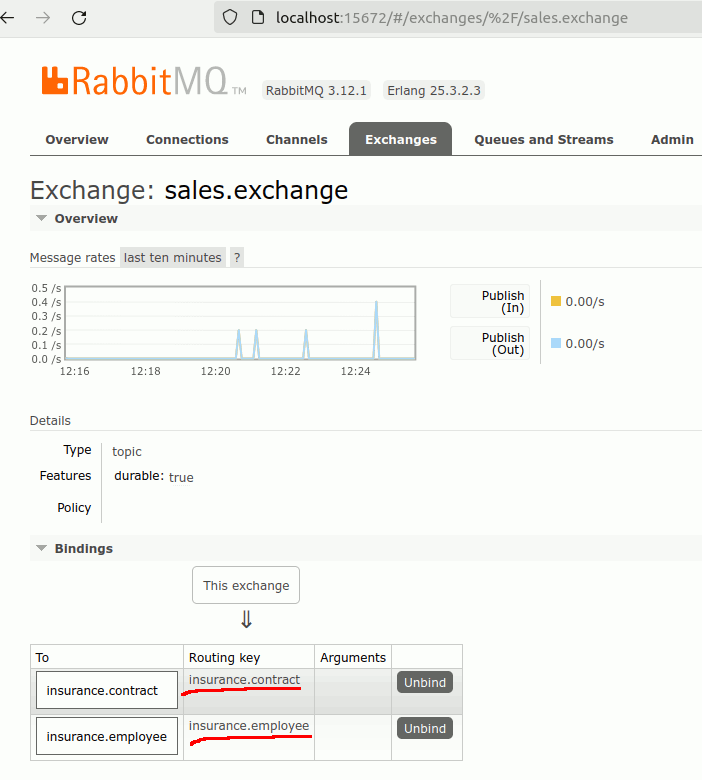 localhost:15672/#/exchanges/%2F/sales.exchange
RabbitMQ TM RabbitMQ 3.12.1 Erlang 25.3.2.3
Overview Connections Channels Exchanges Queues and Streams Admin
Exchange: sales.exchange
Overview
Message rates last ten minutes ?
0.5 /s
0.4 /s
0.3 /s
0.2 /s
0.1 /s
0.0 /s
12:16 12:18 12:20 12:22 12:24
Publish
(In)
0.00/s
Publish
(Out)
0.00/s
Details
Type topic
Features durable: true
Policy
Bindings
This exchange
⇓
To Routing key Arguments
insurance.contract insurance.contract Unbind
insurance.employee insurance.employee Unbind